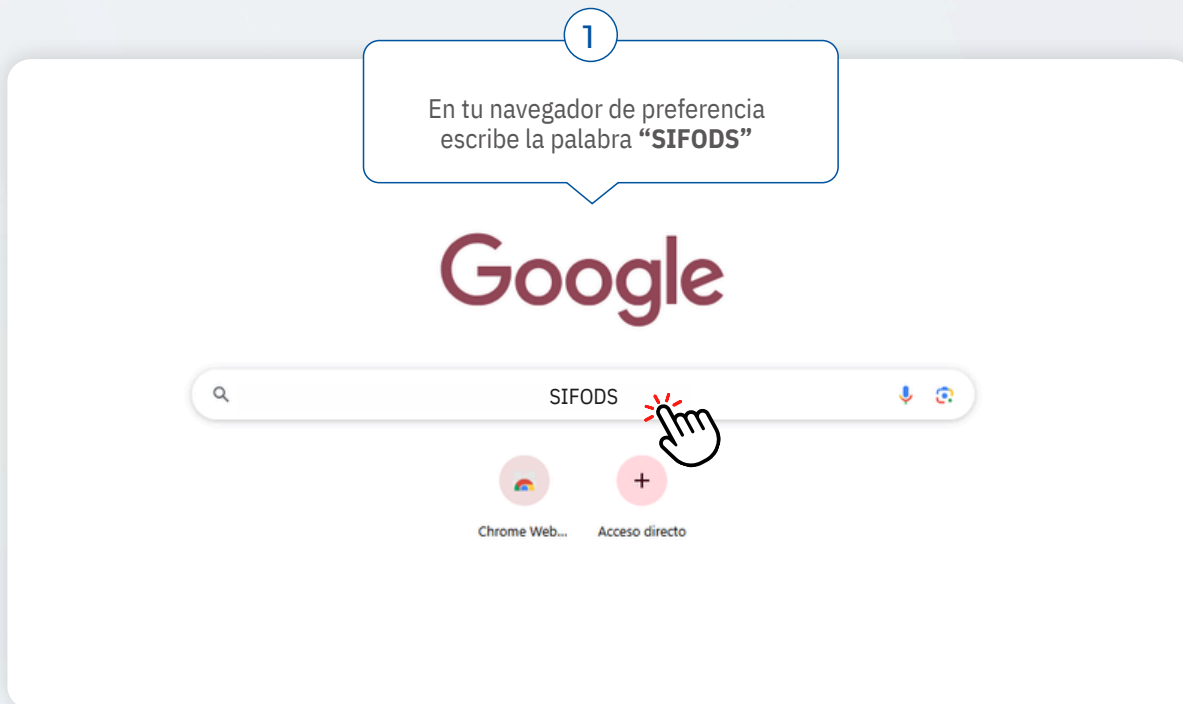 1
En tu navegador de preferencia
escribe la palabra “SIFODS”
Google
SIFODS
Chrome Web...
Acceso directo